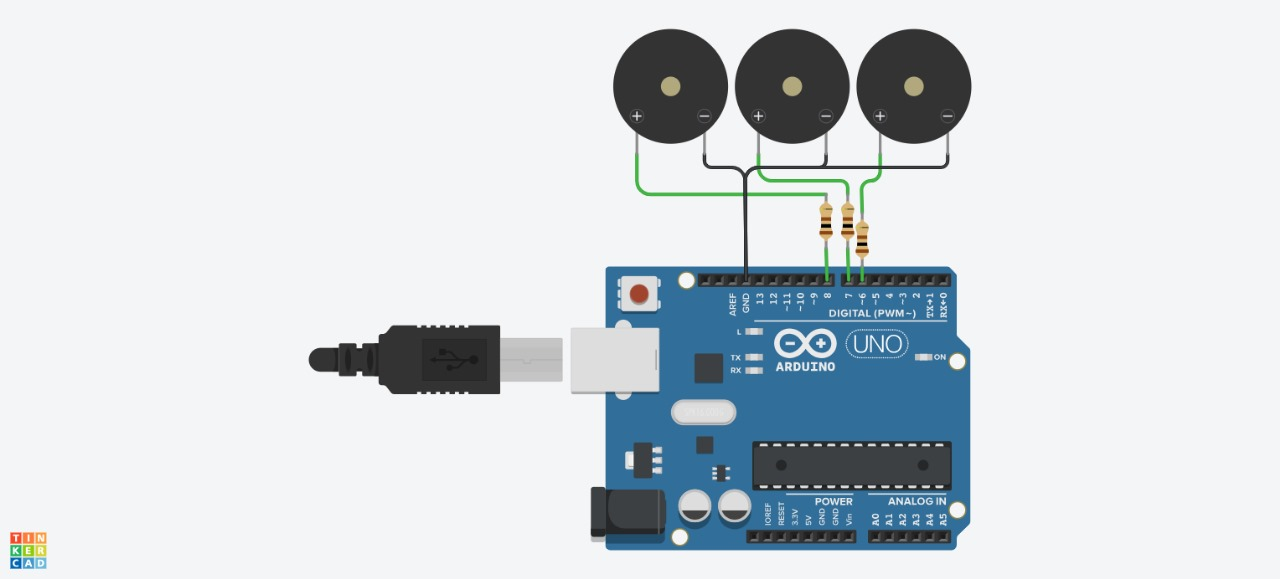 + − + − + −
AREF
GND
13
12
~11
~10
~9
8
7
~6
~5
4
~3
2
TX→1
RX←0
DIGITAL (PWM~)
L
TX
RX
ARDUINO
UNO
ON
POWER
ANALOG IN
IOREF
RESET
3.3V
5V
GND
GND
Vin
A0
A1
A2
A3
A4
A5
TIN
KER
CAD